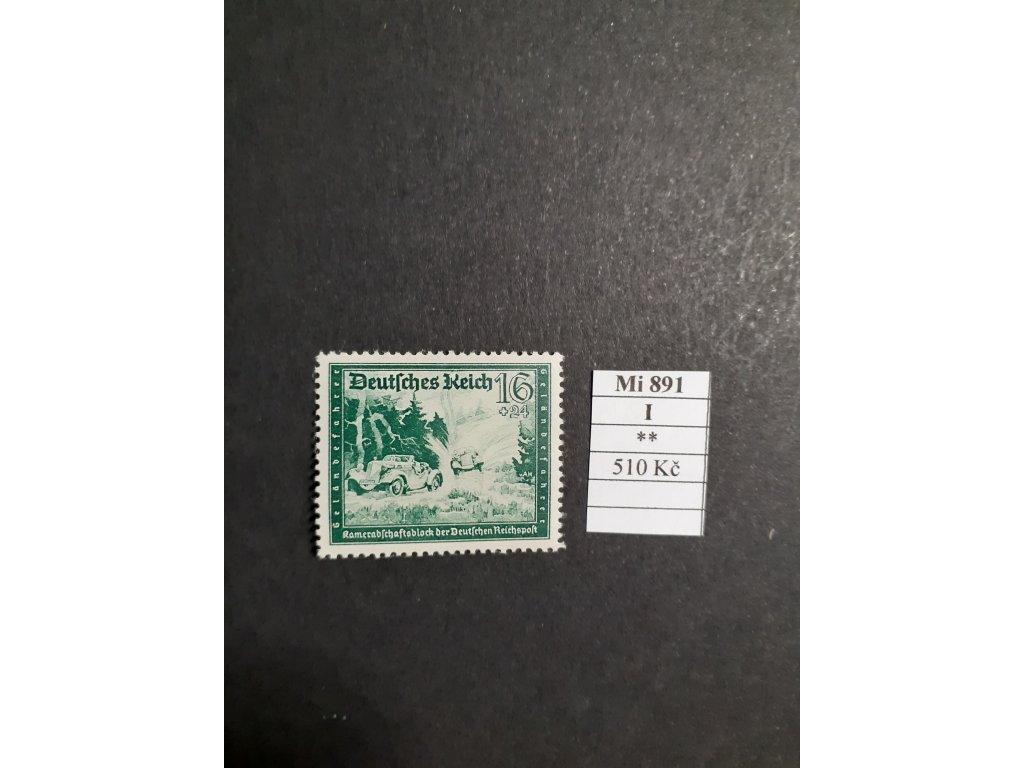 Deutsches Reich 16
+24
Geländefahrer
Geländefahrer
Kameradschaftsblock der Deutschen Reichspost
Mi 891
I
**
510 Kč